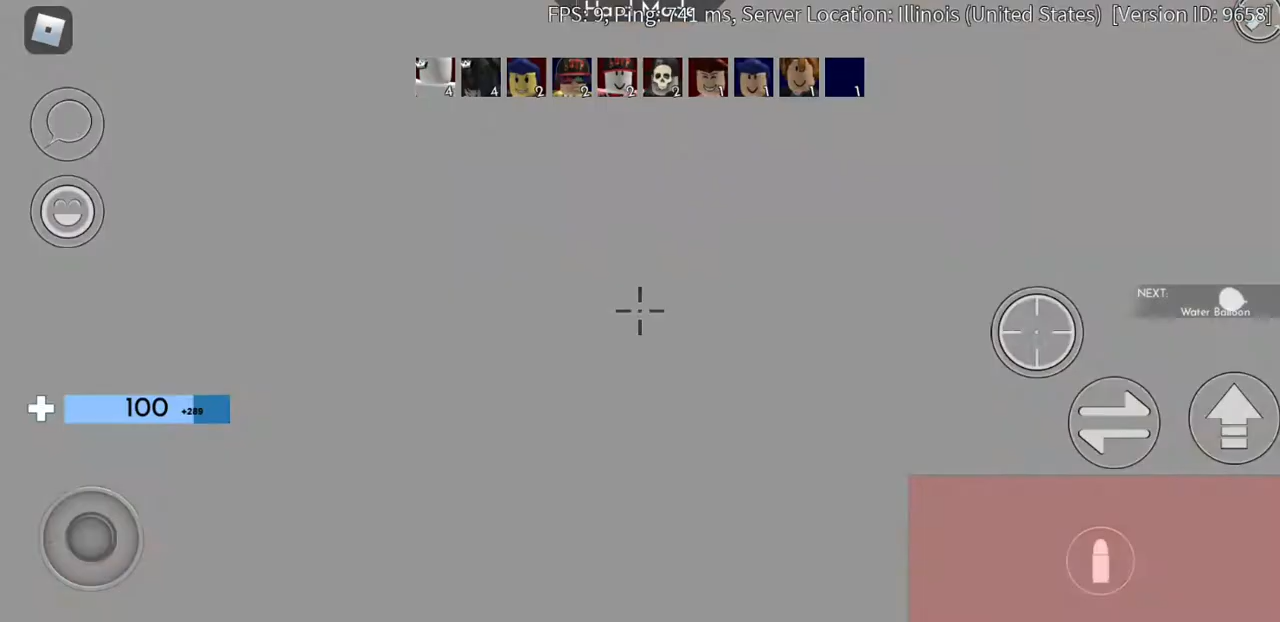 FPS: 9, Ping: 741 ms, Server Location: Illinois (United States) [Version ID: 9658]
4 4 2 2 2 2 1 1 1 1
NEXT:
Water Balloon
100 +289